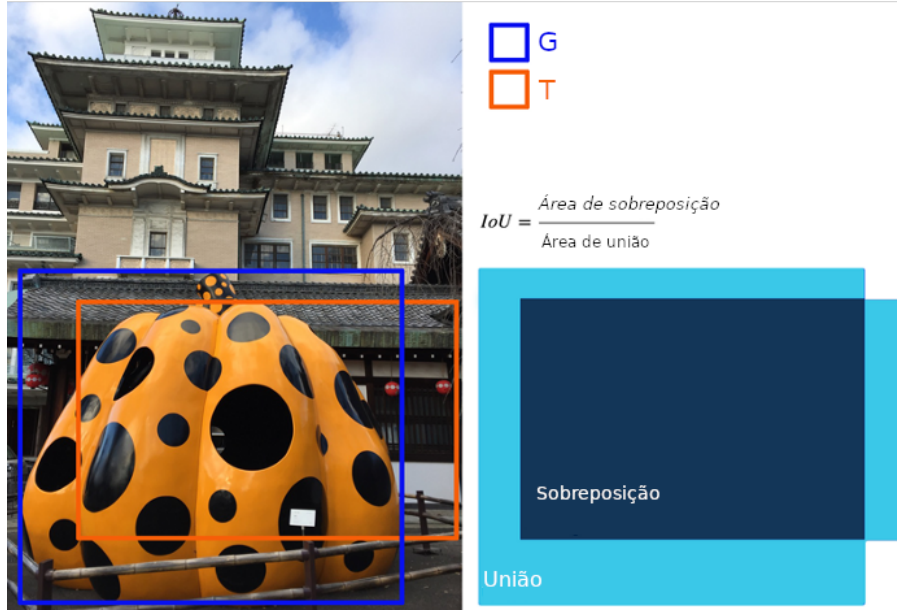 G
T
IoU = Área de sobreposição
Área de união
Sobreposição
União